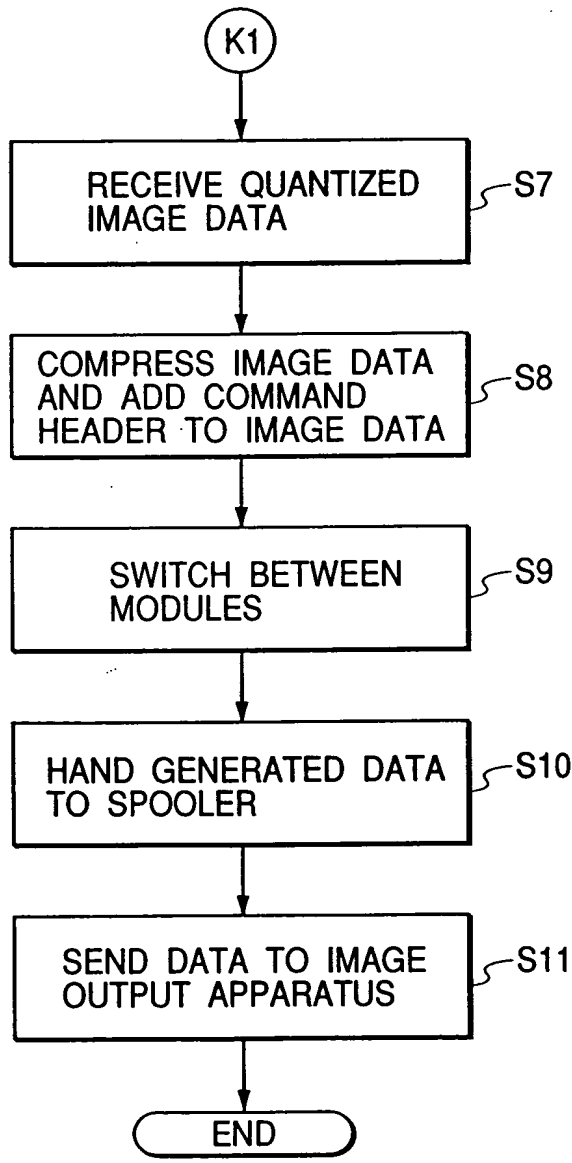 K1
RECEIVE QUANTIZED
IMAGE DATA
S7
COMPRESS IMAGE DATA
AND ADD COMMAND
HEADER TO IMAGE DATA
S8
SWITCH BETWEEN
MODULES
S9
HAND GENERATED DATA
TO SPOOLER
S10
SEND DATA TO IMAGE
OUTPUT APPARATUS
S11
END